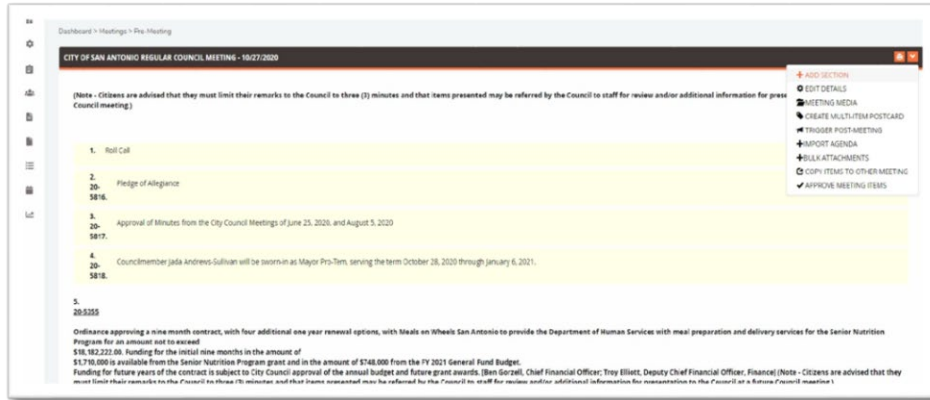 Dashboard > Meetings > Pre-Meeting
CITY OF SAN ANTONIO REGULAR COUNCIL MEETING - 10/27/2020
ADD SECTION
EDIT DETAILS
MEETING MEDIA
CREATE MULTI-ITEM POSTCARD
TRIGGER POST-MEETING
IMPORT AGENDA
BULK ATTACHMENTS
COPY ITEMS TO OTHER MEETING
APPROVE MEETING ITEMS
(Note - Citizens are advised that they must limit their remarks to the Council to three (3) minutes and that items presented may be referred by the Council to staff for review and/or additional information for
Council meeting.)
1. Roll Call
2.
20- Pledge of Allegiance
5816.
3.
20- Approval of Minutes from the City Council Meetings of June 25, 2020, and August 5, 2020
5817.
4.
20- Councilmember Jada Andrews-Sullivan will be sworn-in as Mayor Pro-Tem, serving the term October 28, 2020 through January 6, 2021.
5818.
5.
20-5355
Ordinance approving a nine month contract, with four additional one year renewal options, with Meals on Wheels San Antonio to provide the Department of Human Services with meal preparation and delivery services for the Senior Nutrition
Program for an amount not to exceed
$18,182,222.00. Funding for the initial nine months in the amount of
$1,710,000 is available from the Senior Nutrition Program grant and in the amount of $748,000 from the FY 2021 General Fund Budget.
Funding for future years of the contract is subject to City Council approval of the annual budget and future grant awards. [Ben Gorzell, Chief Financial Officer; Troy Elliott, Deputy Chief Financial Officer, Finance] (Note - Citizens are advised that they
must limit their remarks to the Council to three (3) minutes and that items presented may be referred by the Council to staff for review and/or additional information for presentation to the Council at a future Council meeting.)